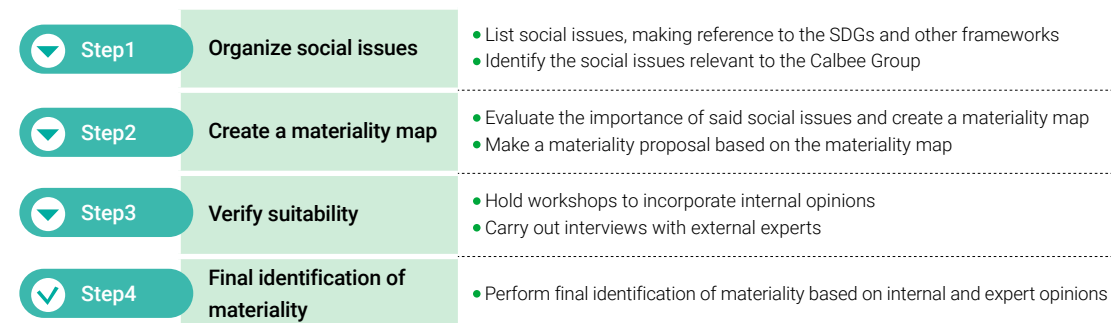 Step1
Organize social issues
• List social issues, making reference to the SDGs and other frameworks
• Identify the social issues relevant to the Calbee Group
Step2
Create a materiality map
• Evaluate the importance of said social issues and create a materiality map
• Make a materiality proposal based on the materiality map
Step3
Verify suitability
• Hold workshops to incorporate internal opinions
• Carry out interviews with external experts
Step4
Final identification of
materiality
• Perform final identification of materiality based on internal and expert opinions